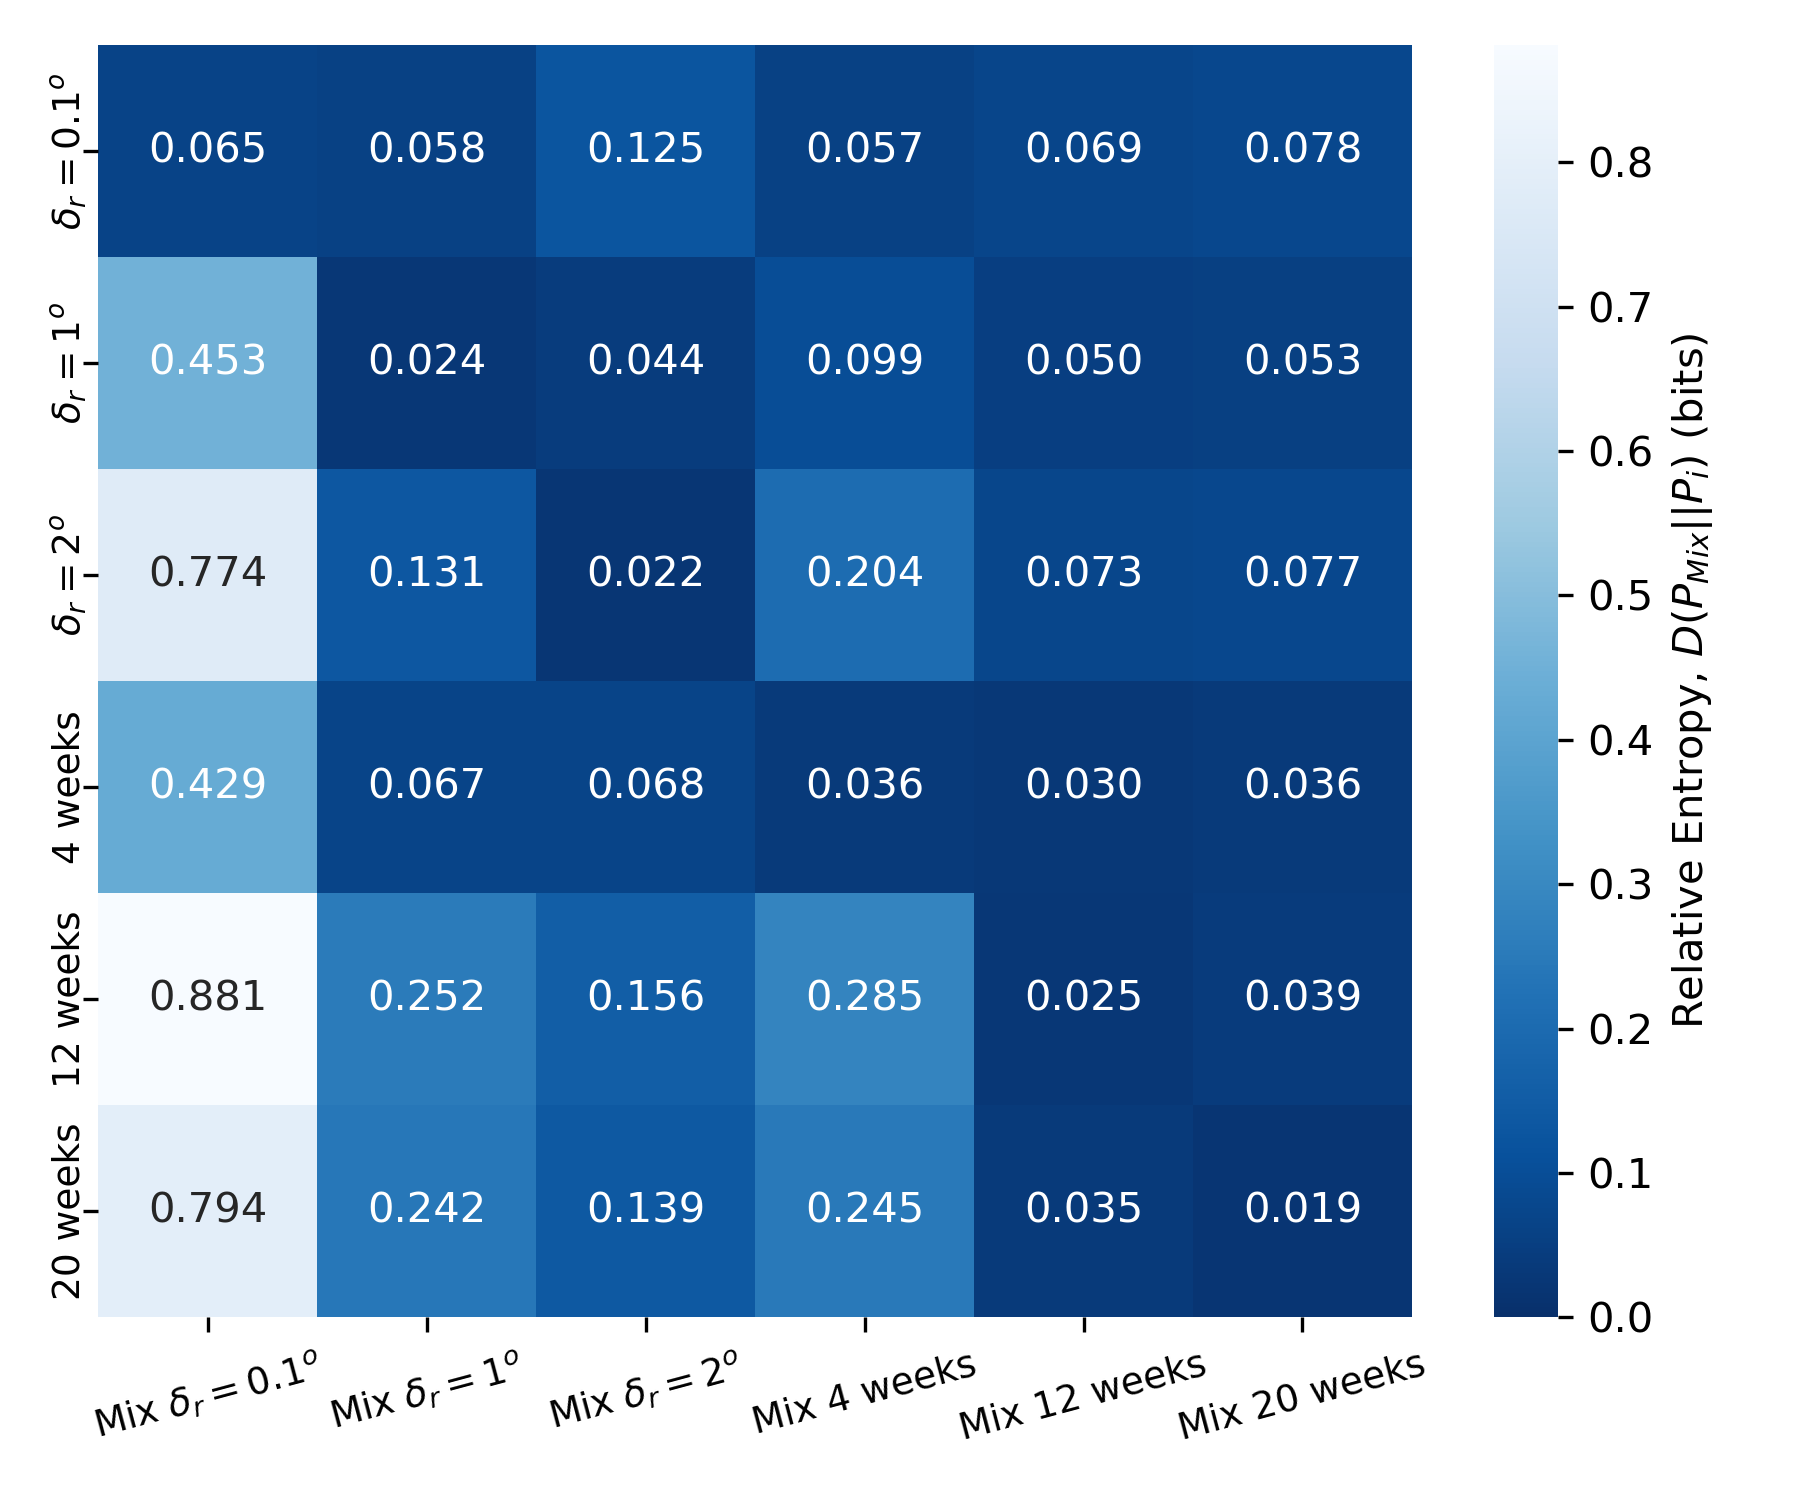 δr = 0.1o 0.065 0.058 0.125 0.057 0.069 0.078
δr = 1o 0.453 0.024 0.044 0.099 0.050 0.053
δr = 2o 0.774 0.131 0.022 0.204 0.073 0.077
4 weeks 0.429 0.067 0.068 0.036 0.030 0.036
12 weeks 0.881 0.252 0.156 0.285 0.025 0.039
20 weeks 0.794 0.242 0.139 0.245 0.035 0.019
Mix δr = 0.1o Mix δr = 1o Mix δr = 2o Mix 4 weeks Mix 12 weeks Mix 20 weeks
0.8
0.7
0.6
0.5
0.4
0.3
0.2
0.1
0.0
Relative Entropy, D(PMix||Pi) (bits)